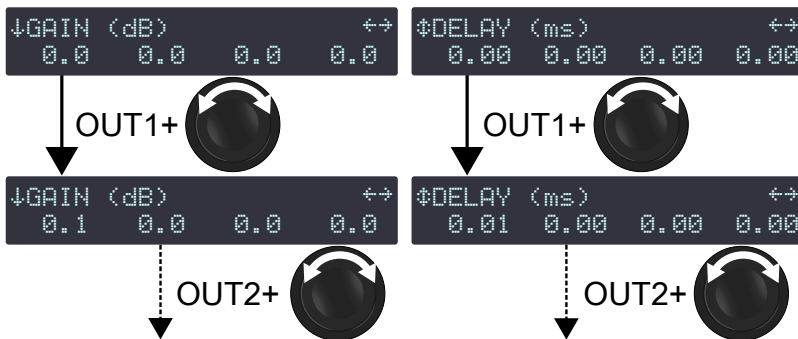 ↓GAIN (dB) ↔
0.0 0.0 0.0 0.0
OUT1+
↓GAIN (dB) ↔
0.1 0.0 0.0 0.0
OUT2+
↕DELAY (ms) ↔
0.00 0.00 0.00 0.00
OUT1+
↕DELAY (ms) ↔
0.01 0.00 0.00 0.00
OUT2+